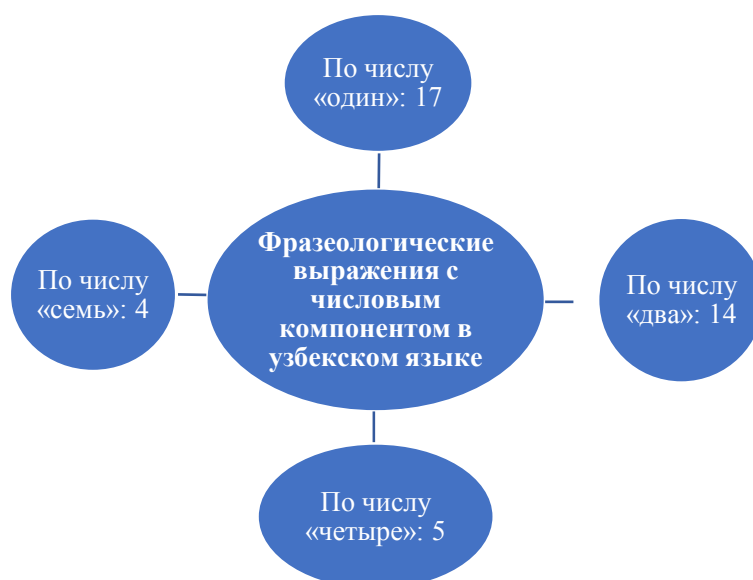 По числу
«один»: 17
Фразеологические
выражения с
числовым
компонентом в
узбекском языке
По числу
«семь»: 4
По числу
«два»: 14
По числу
«четыре»: 5